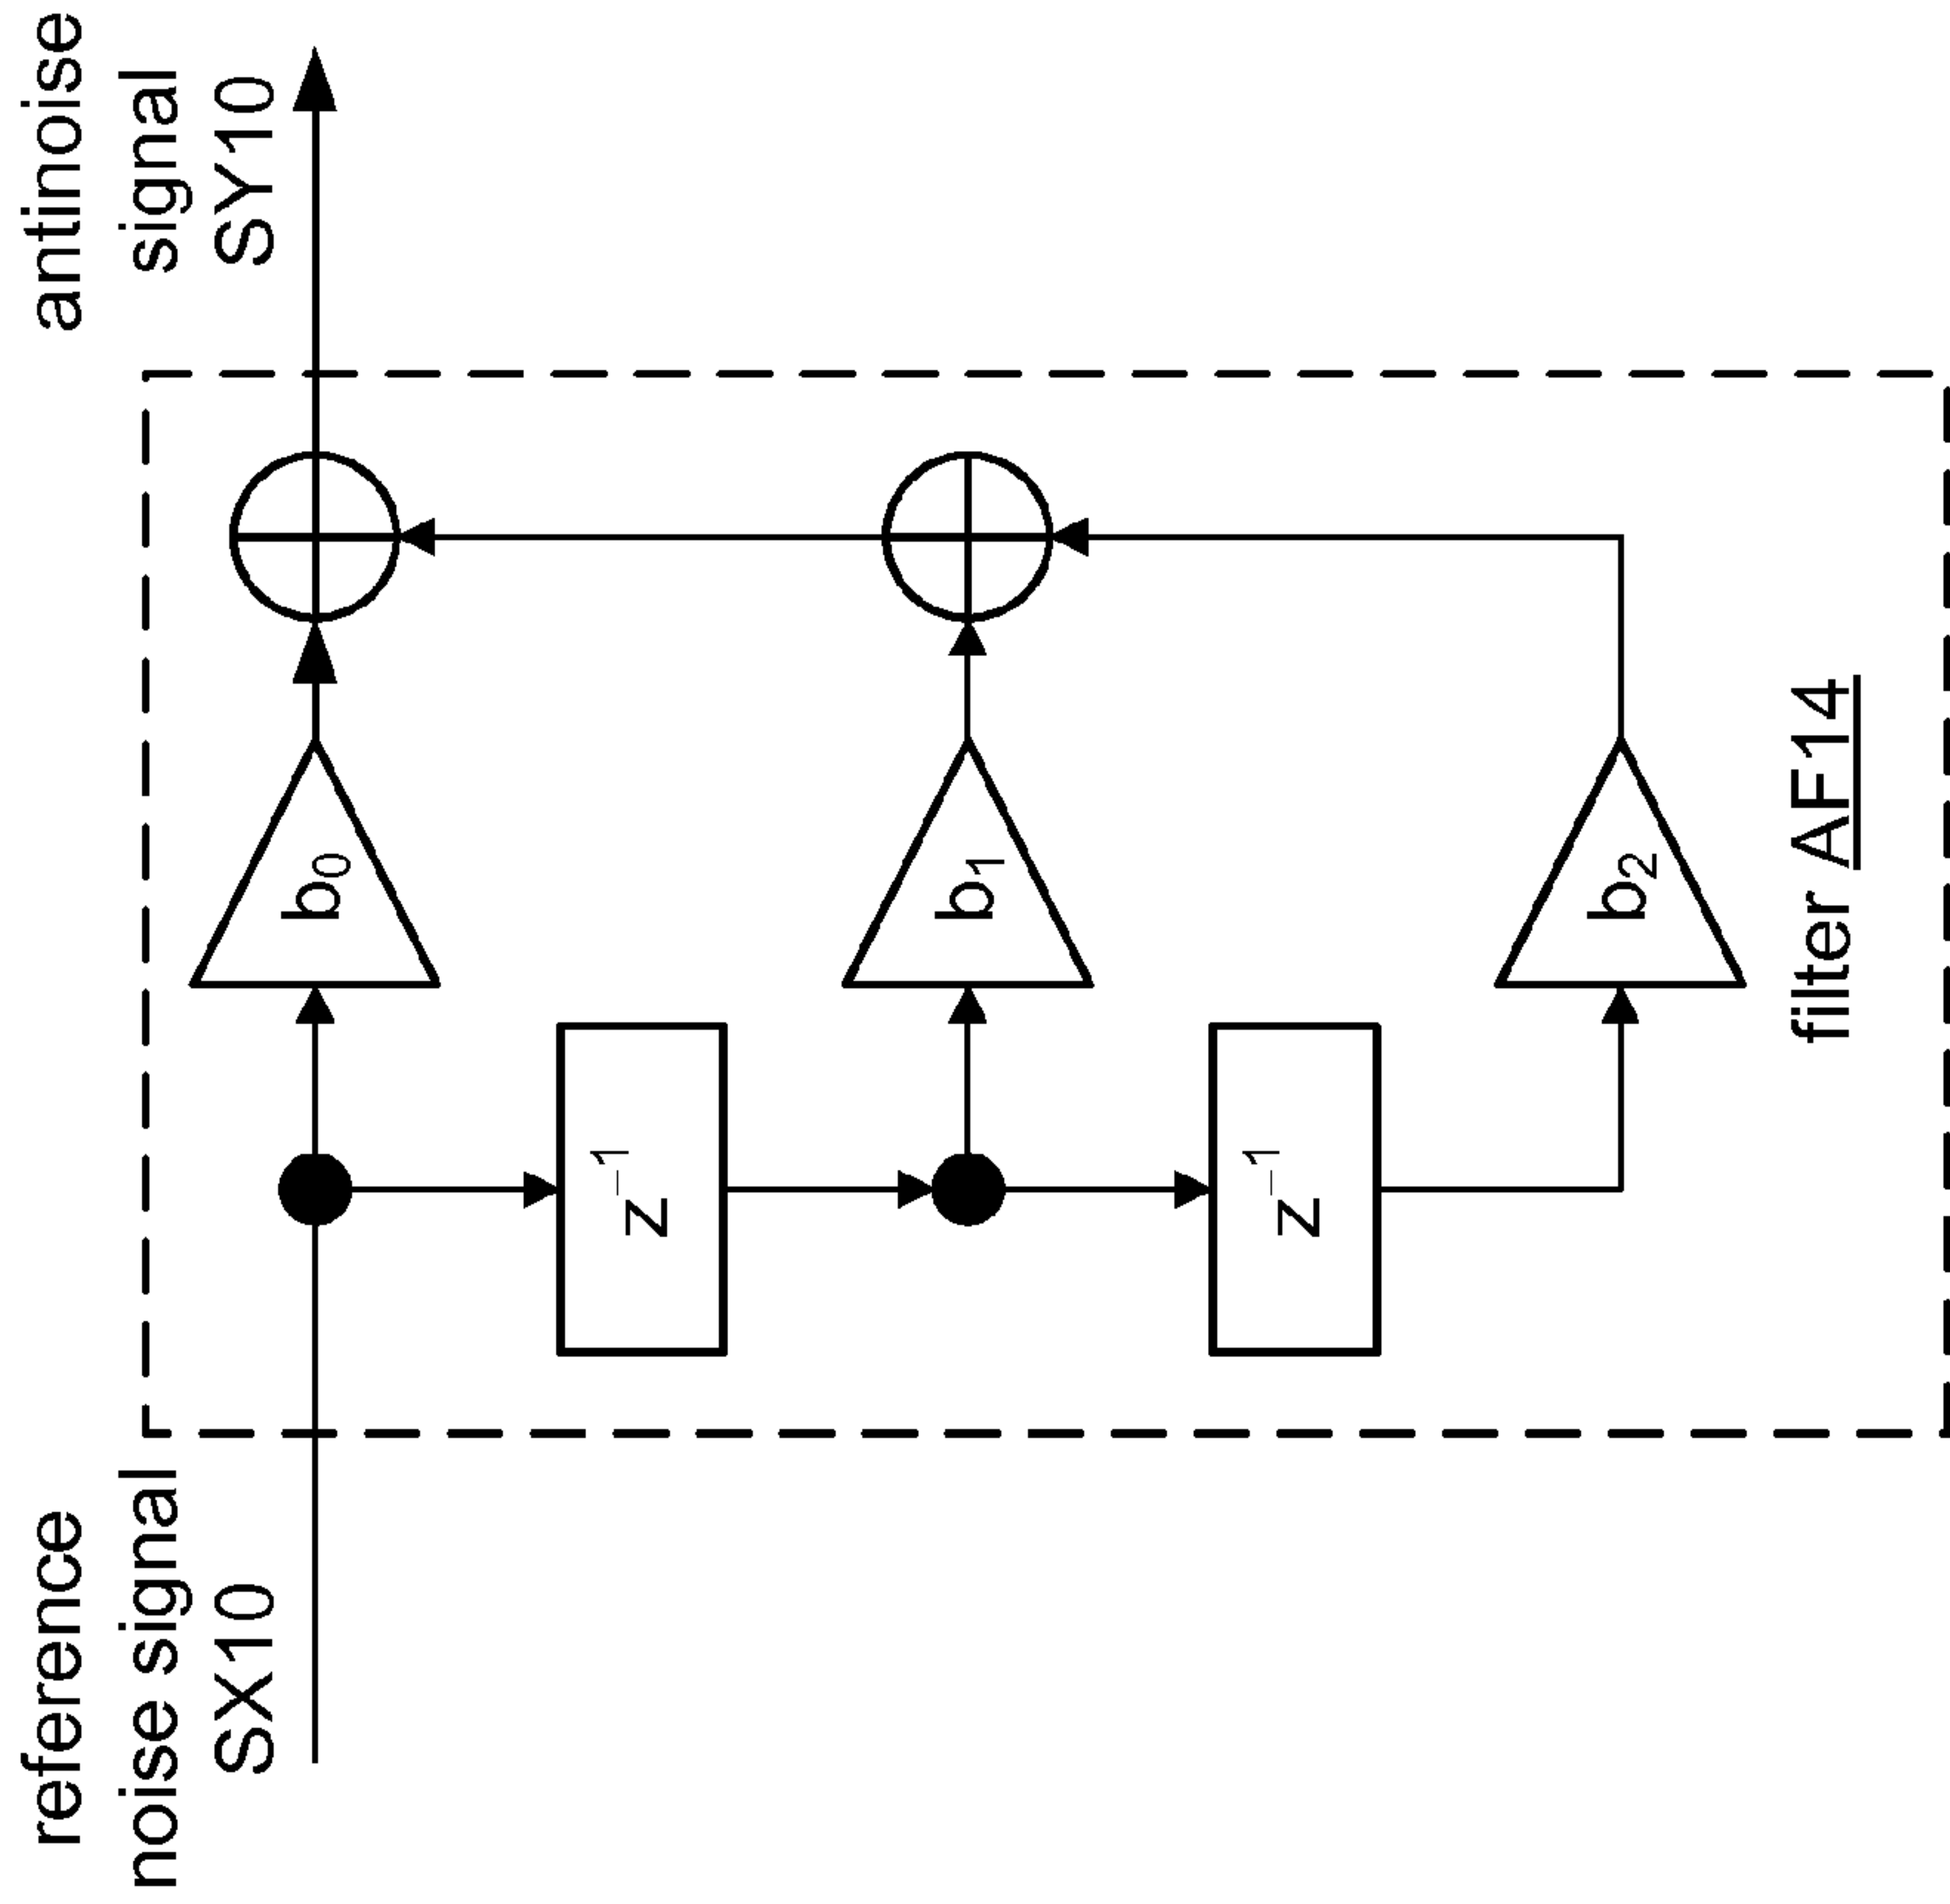 reference
noise signal
SX10
antinoise
signal
SY10
b0
b1
b2
z−1
z−1
filter AF14